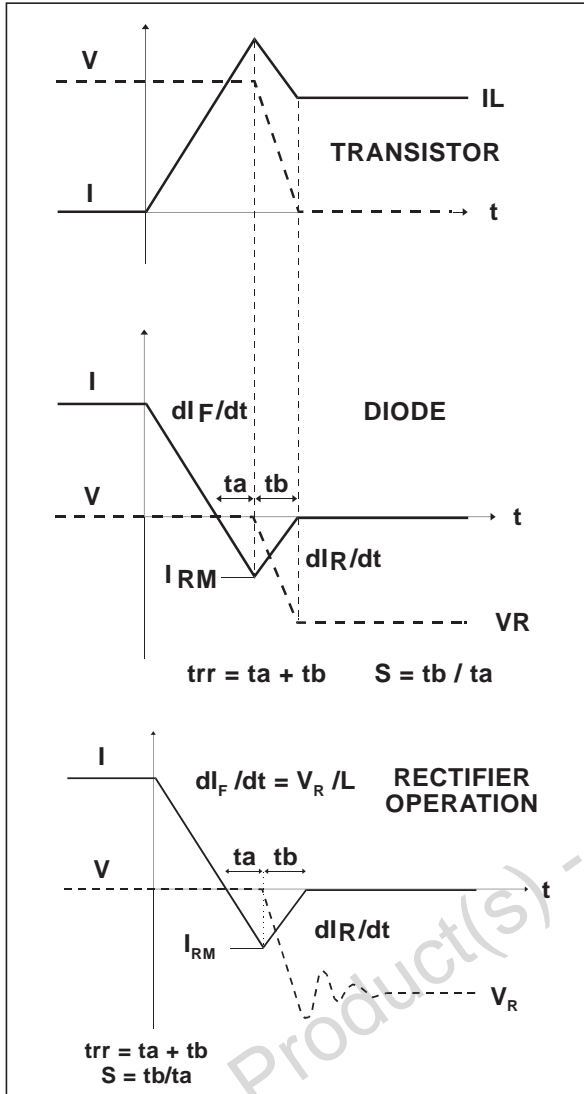 V
IL
TRANSISTOR
I
t
I
dIF/dt
DIODE
ta tb
V
t
IRM
dIR/dt
VR
trr = ta + tb S = tb / ta
I
dIF/dt = VR/L
RECTIFIER
OPERATION
ta tb
V
t
IRM
dIR/dt
VR
trr = ta + tb
S = tb/ta
Product(s) -